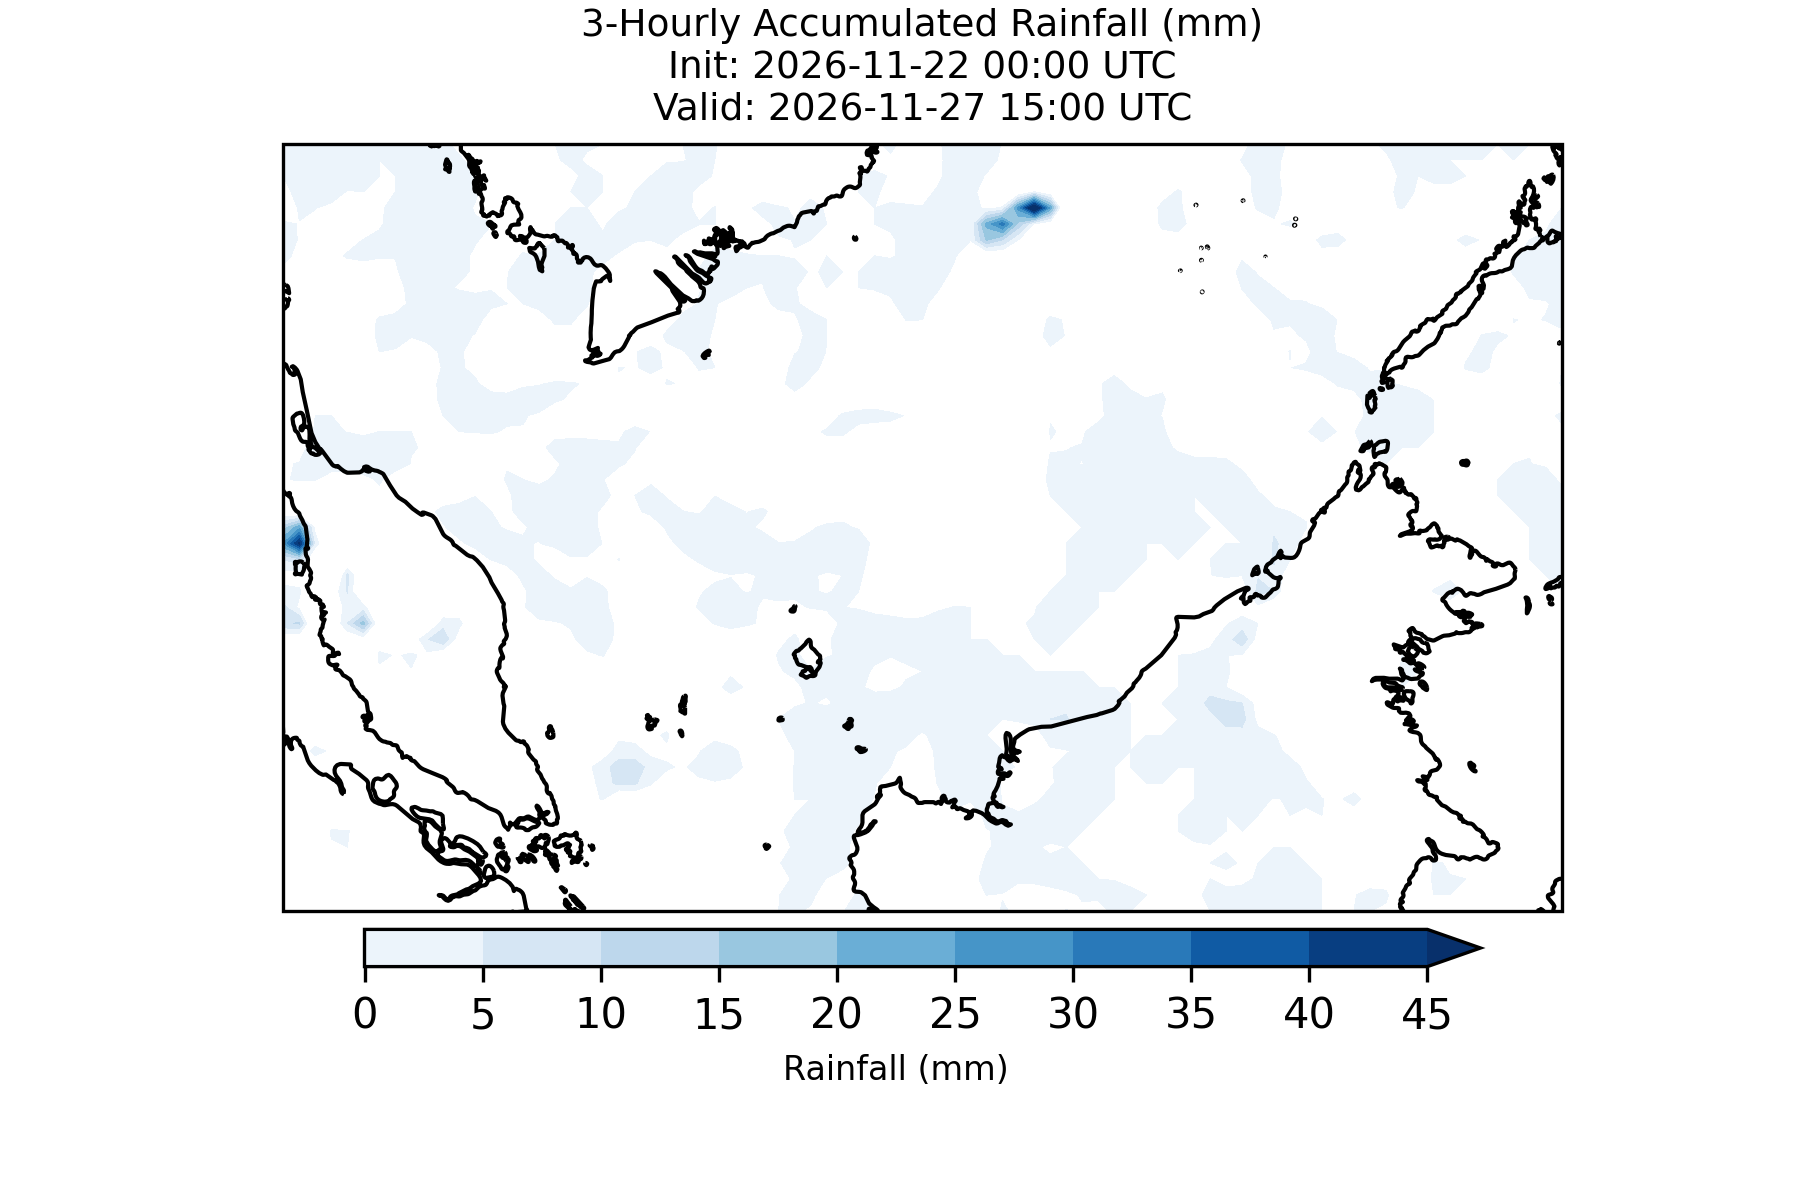 3-Hourly Accumulated Rainfall (mm)
Init: 2026-11-22 00:00 UTC
Valid: 2026-11-27 15:00 UTC
0 5 10 15 20 25 30 35 40 45
Rainfall (mm)